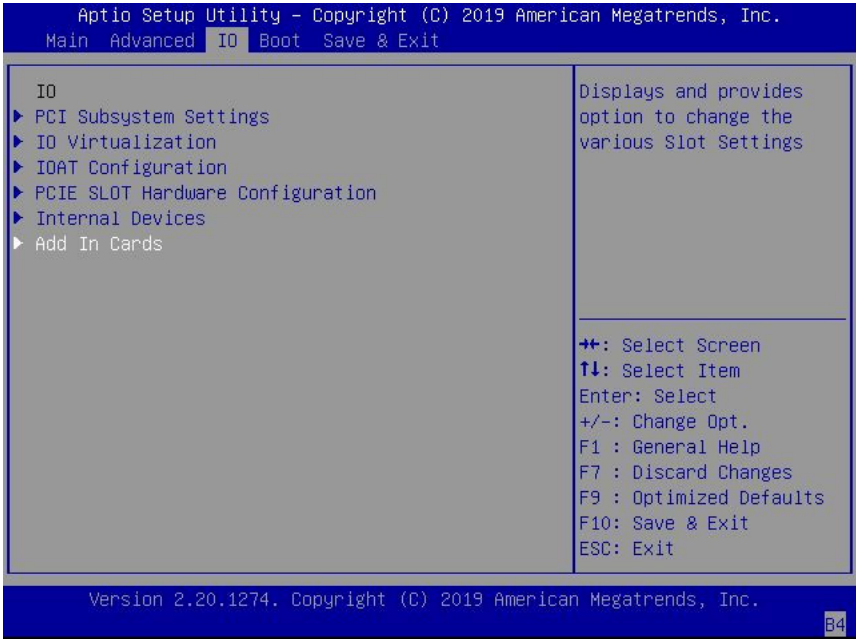 Aptio Setup Utility – Copyright (C) 2019 American Megatrends, Inc.
Main Advanced IO Boot Save & Exit
IO
PCI Subsystem Settings
IO Virtualization
IOAT Configuration
PCIE SLOT Hardware Configuration
Internal Devices
Add In Cards
Displays and provides
option to change the
various Slot Settings
→←: Select Screen
↑↓: Select Item
Enter: Select
+/-: Change Opt.
F1 : General Help
F7 : Discard Changes
F9 : Optimized Defaults
F10: Save & Exit
ESC: Exit
Version 2.20.1274. Copyright (C) 2019 American Megatrends, Inc.
B4